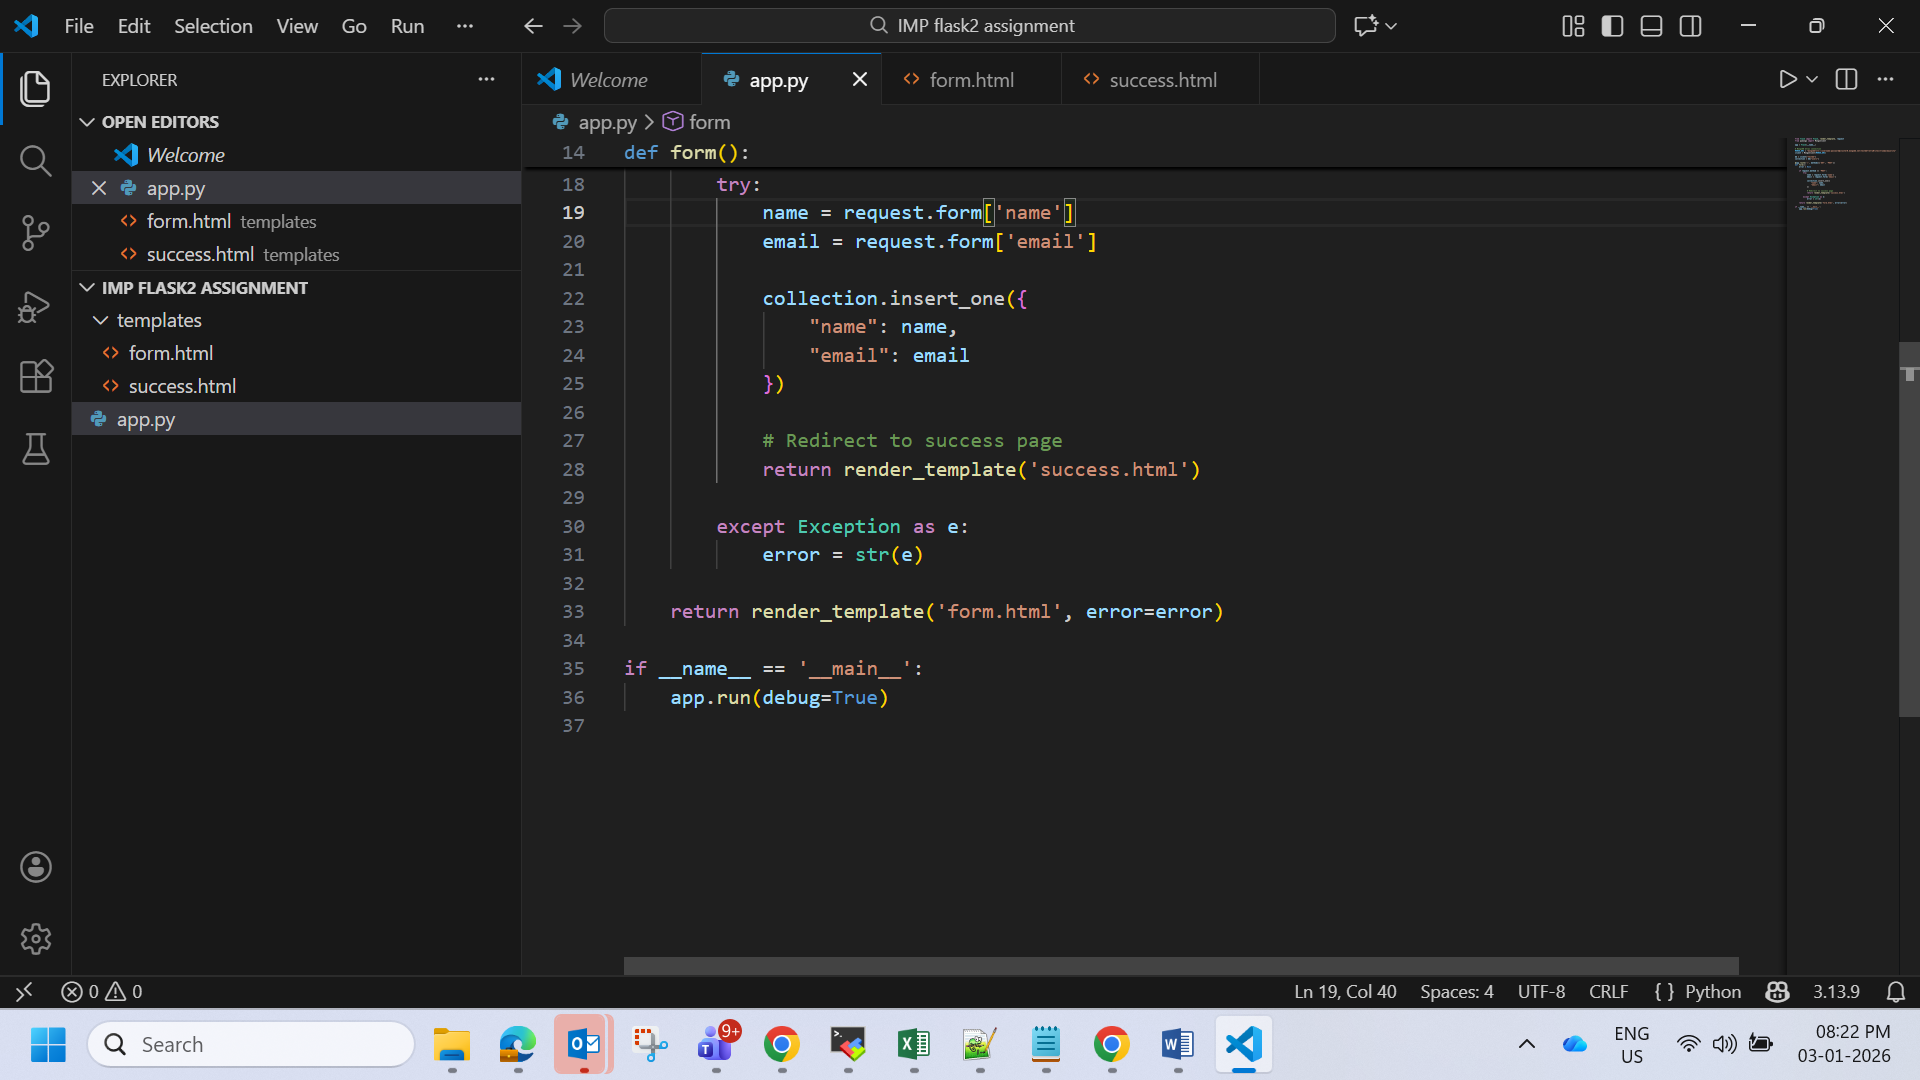 File Edit Selection View Go Run ··· IMP flask2 assignment
EXPLORER
OPEN EDITORS
Welcome
app.py
form.html templates
success.html templates
IMP FLASK2 ASSIGNMENT
templates
form.html
success.html
app.py
Welcome app.py form.html success.html
app.py > form
14 def form():
18 try:
19 name = request.form['name']
20 email = request.form['email']
21
22 collection.insert_one({
23 "name": name,
24 "email": email
25 })
26
27 # Redirect to success page
28 return render_template('success.html')
29
30 except Exception as e:
31 error = str(e)
32
33 return render_template('form.html', error=error)
34
35 if __name__ == '__main__':
36 app.run(debug=True)
37
0 0 Ln 19, Col 40 Spaces: 4 UTF-8 CRLF { } Python 3.13.9
Search 9+ ENG US 08:22 PM
03-01-2026